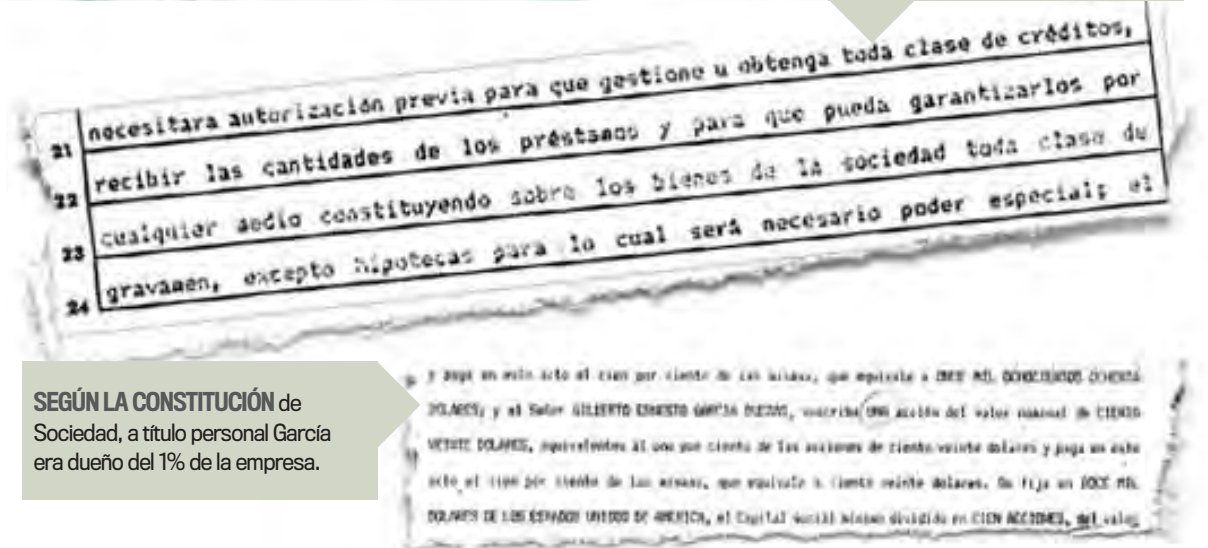 21 necesitara autorización previa para que gestione u obtenga toda clase de créditos,
22 recibir las cantidades de los préstamos y para que pueda garantizarlos por
23 cualquier medio constituyendo sobre los bienes de la sociedad toda clase de
24 gravamen, excepto hipotecas para lo cual será necesario poder especial; el
SEGÚN LA CONSTITUCIÓN de
Sociedad, a título personal García
era dueño del 1% de la empresa.
y paga en este acto el cien por ciento de las mismas, que equivale a ONCE MIL OCHOCIENTOS OCHENTA
DOLARES; y el Señor GILBERTO ERNESTO GARCIA suscribe UNA acción del valor nominal de CIENTO
VEINTE DOLARES, equivalentes al uno por ciento de las acciones de ciento veinte dolares y paga en este
acto el cien por ciento de las mismas, que equivale a ciento veinte dolares. Se fija en DOCE MIL
DOLARES DE LOS ESTADOS UNIDOS DE AMERICA, el Capital social mínimo dividido en CIEN ACCIONES, del valor